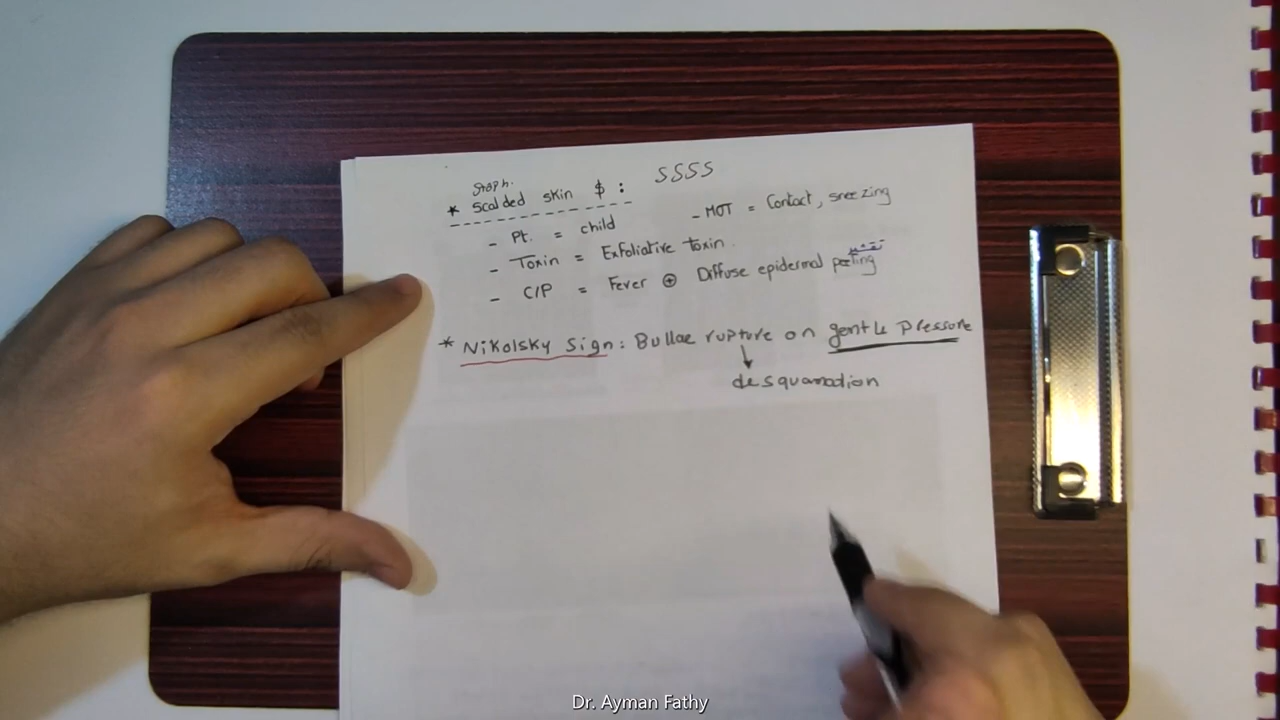 staph.
* scalded skin $ : SSSS
- Pt. = child - MOT = Contact, sneezing
- Toxin = Exfoliative toxin.
- C/P = Fever ⊕ Diffuse epidermal peeling تقشير
* Nikolsky Sign : Bullae rupture on gentle pressure
↓
desquamation
Dr. Ayman Fathy